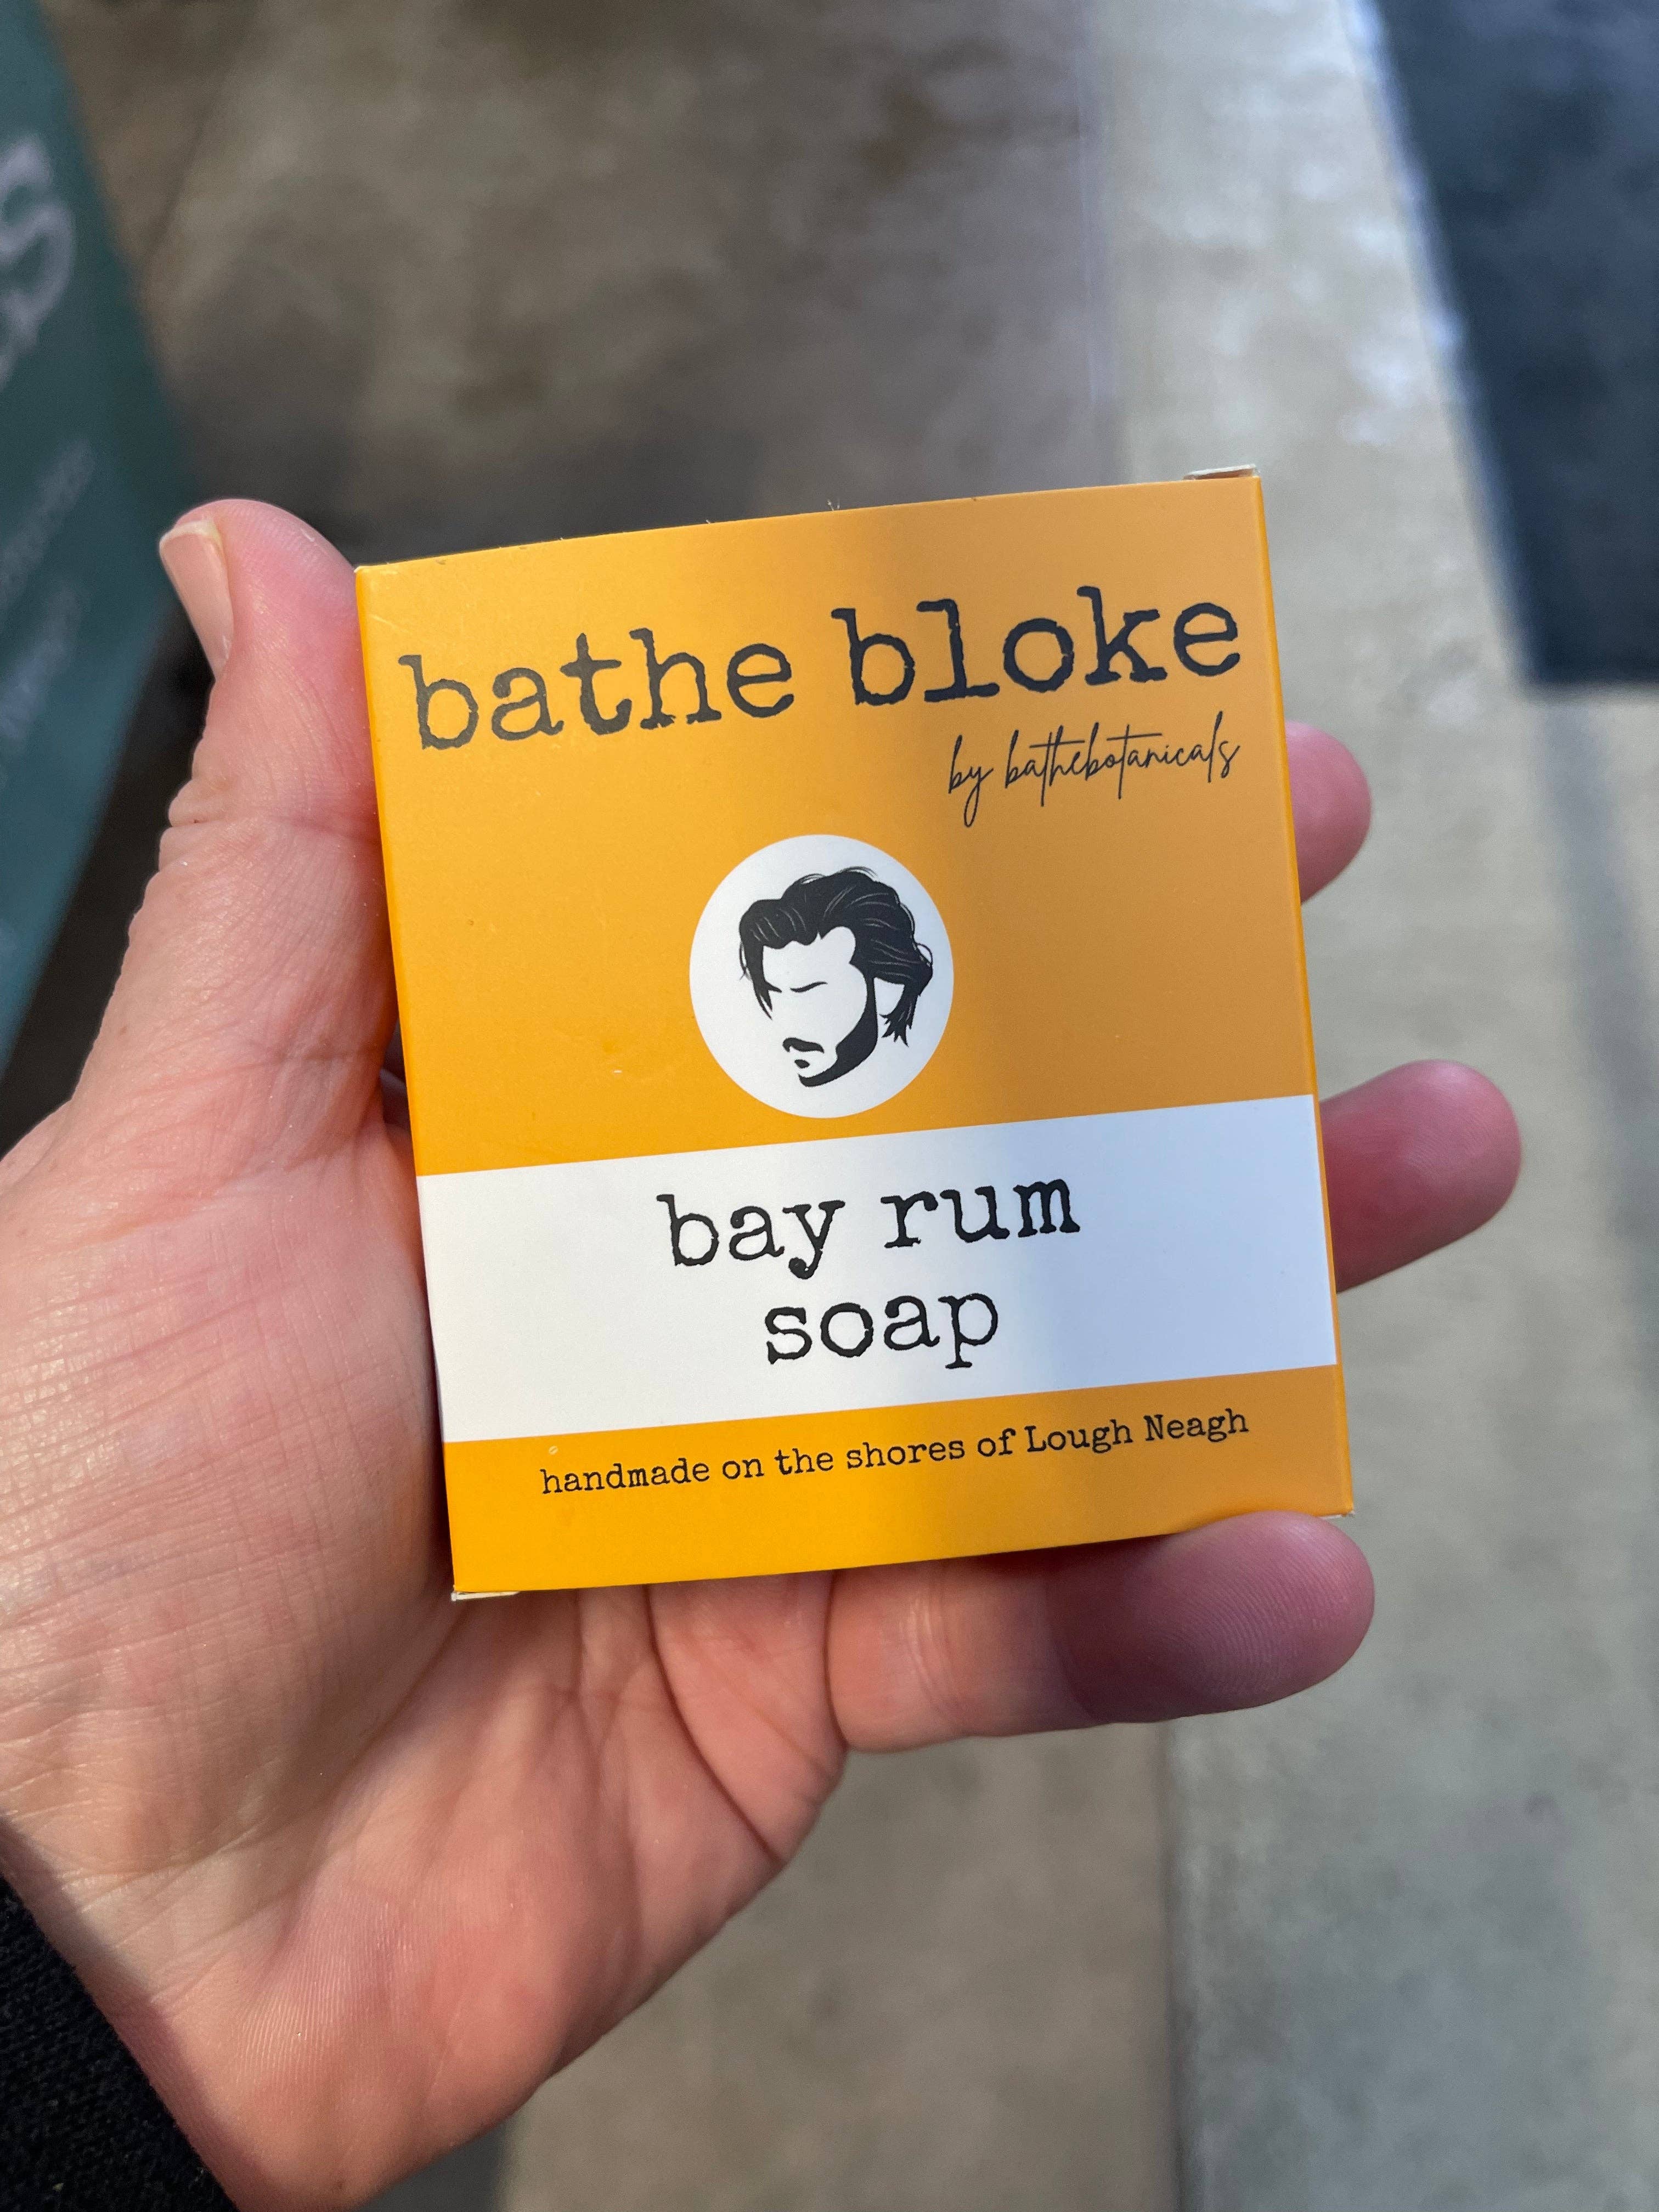 bathe bloke
by bathebotanicals
bay rum
soap
handmade on the shores of Lough Neagh